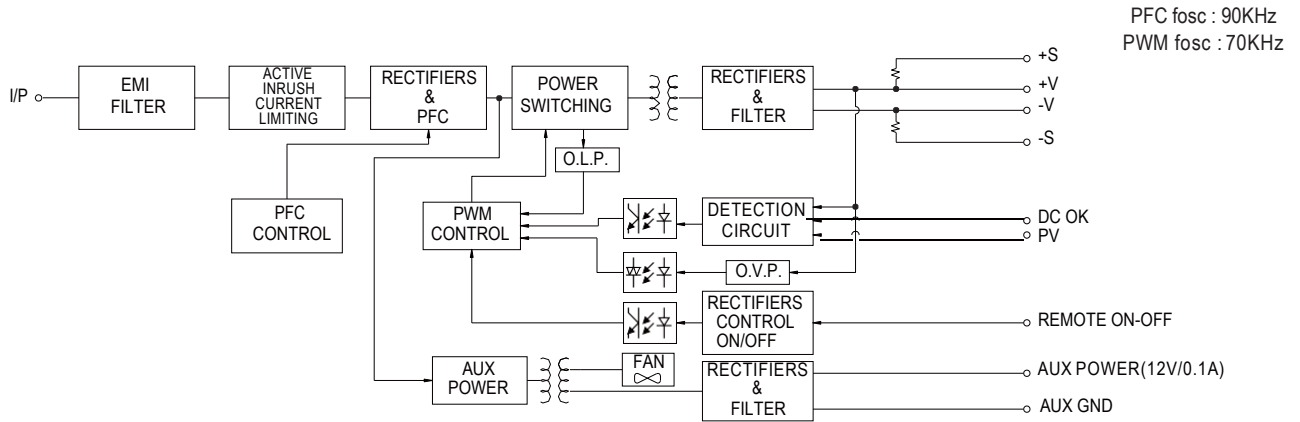 PFC fosc : 90KHz
PWM fosc : 70KHz
I/P
EMI
FILTER
ACTIVE
INRUSH
CURRENT
LIMITING
RECTIFIERS
&
PFC
POWER
SWITCHING
RECTIFIERS
&
FILTER
+S
+V
-V
-S
O.L.P.
PFC
CONTROL
PWM
CONTROL
DETECTION
CIRCUIT
DC OK
PV
O.V.P.
RECTIFIERS
CONTROL
ON/OFF
REMOTE ON-OFF
AUX
POWER
FAN
RECTIFIERS
&
FILTER
AUX POWER(12V/0.1A)
AUX GND